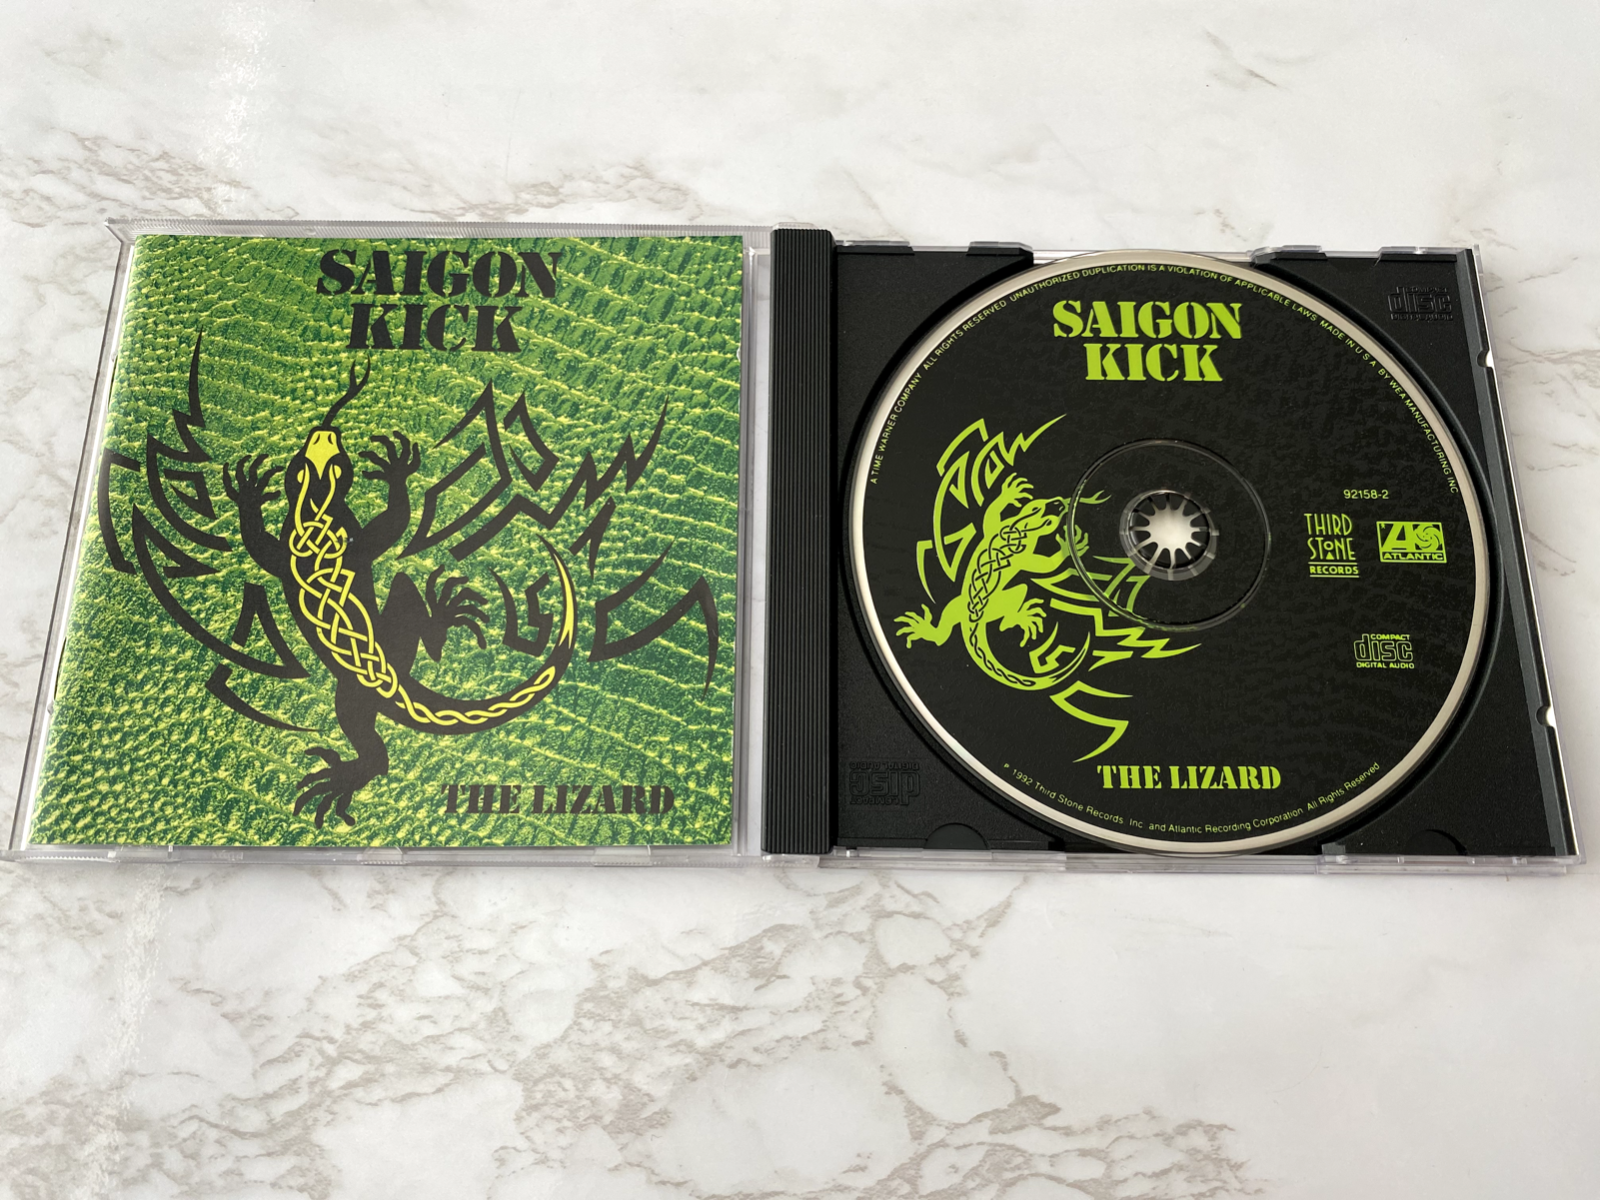 SAIGON
KICK
THE LIZARD
A TIME WARNER COMPANY ALL RIGHTS RESERVED UNAUTHORIZED DUPLICATION IS A VIOLATION OF APPLICABLE LAWS MADE IN U S A BY WEA MANUFACTURING INC
SAIGON
KICK
92158-2
THIRD
STONE
RECORDS
ATLANTIC
COMPACT
disc
DIGITAL AUDIO
THE LIZARD
℗ 1992 Third Stone Records Inc and Atlantic Recording Corporation All Rights Reserved
disc
disc